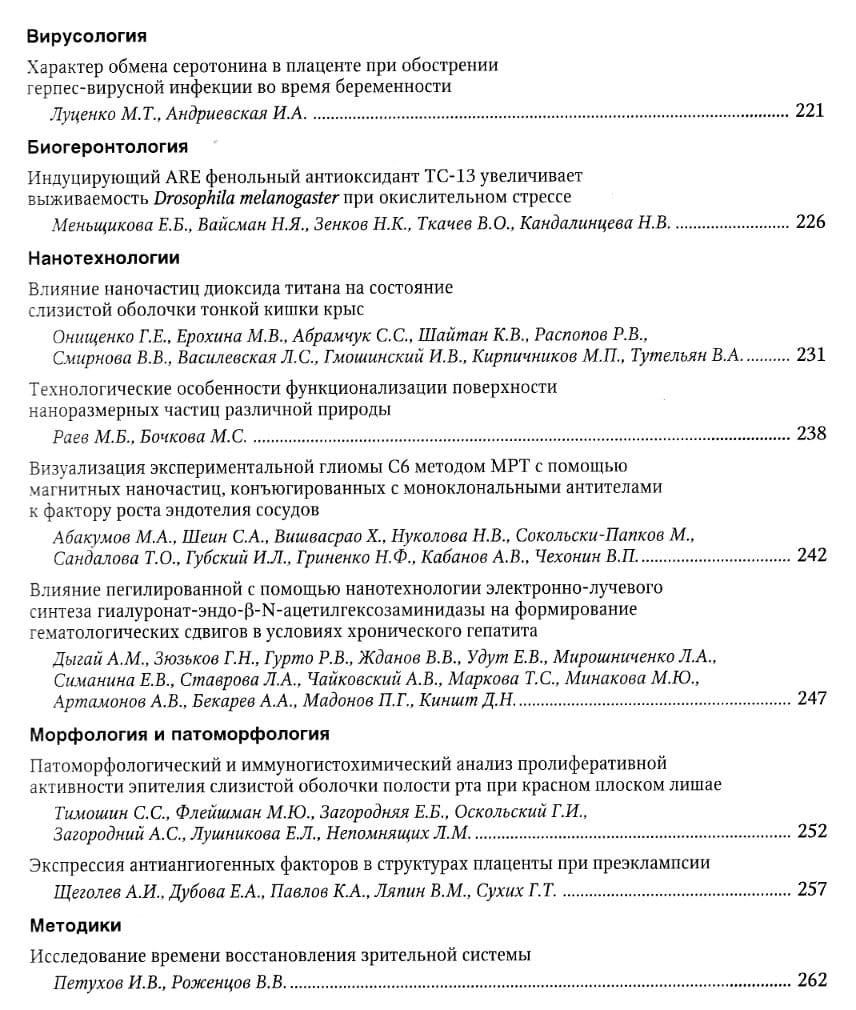 Вирусология
Характер обмена серотонина в плаценте при обострении
герпес-вирусной инфекции во время беременности
Луценко М.Т., Андриевская И.А. ........ 221
Биогеронтология
Индуцирующий ARE фенольный антиоксидант ТС-13 увеличивает
выживаемость Drosophila melanogaster при окислительном стрессе
Меньщикова Е.Б., Вайсман Н.Я., Зенков Н.К., Ткачев В.О., Кандалинцева Н.В. ........ 226
Нанотехнологии
Влияние наночастиц диоксида титана на состояние
слизистой оболочки тонкой кишки крыс
Онищенко Г.Е., Ерохина М.В., Абрамчук С.С., Шайтан К.В., Распопов Р.В.,
Смирнова В.В., Василевская Л.С., Гмошинский И.В., Кирпичников М.П., Тутельян В.А. ........ 231
Технологические особенности функционализации поверхности
наноразмерных частиц различной природы
Раев М.Б., Бочкова М.С. ........ 238
Визуализация экспериментальной глиомы С6 методом МРТ с помощью
магнитных наночастиц, конъюгированных с моноклональными антителами
к фактору роста эндотелия сосудов
Абакумов М.А., Шеин С.А., Вишвасрао Х., Нуколова Н.В., Сокольски-Папков М.,
Сандалова Т.О., Губский И.Л., Гриненко Н.Ф., Кабанов А.В., Чехонин В.П. ........ 242
Влияние пегилированной с помощью нанотехнологии электронно-лучевого
синтеза гиалуронат-эндо-β-N-ацетилгексозаминидазы на формирование
гематологических сдвигов в условиях хронического гепатита
Дыгай А.М., Зюзьков Г.Н., Гурто Р.В., Жданов В.В., Удут Е.В., Мирошниченко Л.А.,
Симанина Е.В., Ставрова Л.А., Чайковский А.В., Маркова Т.С., Минакова М.Ю.,
Артамонов А.В., Бекарев А.А., Мадонов П.Г., Киншт Д.Н. ........ 247
Морфология и патоморфология
Патоморфологический и иммуногистохимический анализ пролиферативной
активности эпителия слизистой оболочки полости рта при красном плоском лишае
Тимошин С.С., Флейшман М.Ю., Загородняя Е.Б., Оскольский Г.И.,
Загородний А.С., Лушникова Е.Л., Непомнящих Л.М. ........ 252
Экспрессия антиангиогенных факторов в структурах плаценты при преэклампсии
Щеголев А.И., Дубова Е.А., Павлов К.А., Ляпин В.М., Сухих Г.Т. ........ 257
Методики
Исследование времени восстановления зрительной системы
Петухов И.В., Роженцов В.В. ........ 262